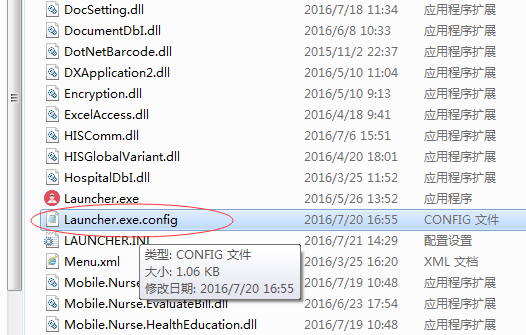 DocSetting.dll 2016/7/18 11:34 应用程序扩展
DocumentDbI.dll 2016/6/8 10:33 应用程序扩展
DotNetBarcode.dll 2015/11/2 22:37 应用程序扩展
DXApplication2.dll 2016/5/10 11:04 应用程序扩展
Encryption.dll 2016/5/10 9:13 应用程序扩展
ExcelAccess.dll 2016/4/18 9:41 应用程序扩展
HISComm.dll 2016/7/6 15:51 应用程序扩展
HISGlobalVariant.dll 2016/4/20 18:01 应用程序扩展
HospitalDbI.dll 2016/3/25 11:52 应用程序扩展
Launcher.exe 2016/5/26 13:52 应用程序
Launcher.exe.config 2016/7/20 16:55 CONFIG 文件
LAUNCHER.INI 2016/7/21 14:29 配置设置
Menu.xml 2016/3/25 16:20 XML 文档
类型: CONFIG 文件
大小: 1.06 KB
修改日期: 2016/7/20 16:55
Mobile.Nurse. 2016/7/19 10:48 应用程序扩展
Mobile.Nurse.EvaluateBill.dll 2016/6/23 17:54 应用程序扩展
Mobile.Nurse.HealthEducation.dll 2016/7/19 10:48 应用程序扩展